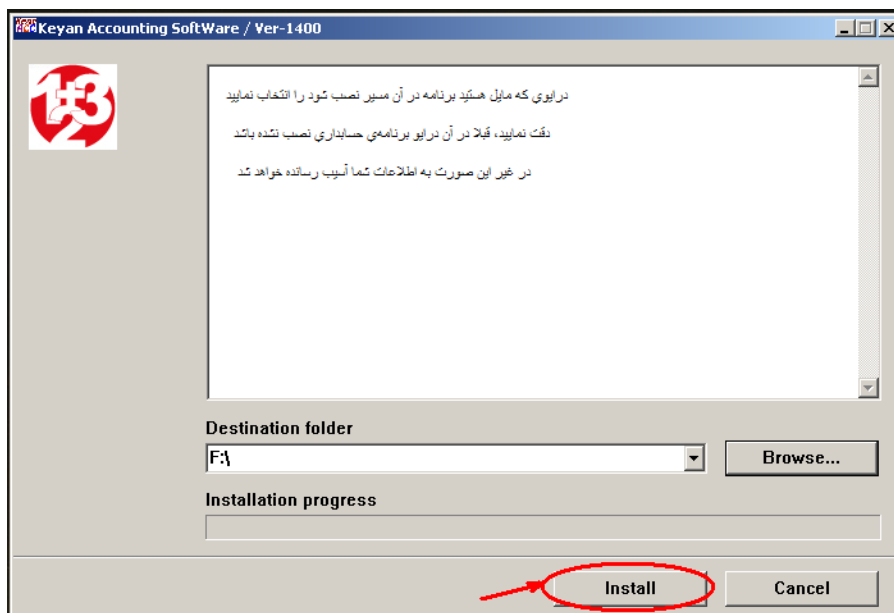 Keyan Accounting SoftWare / Ver-1400
درايوي که مايل هستيد برنامه در آن مسير نصب شود را انتخاب نماييد
دقت نماييد، قبلا در آن درايو برنامه‌ي حسابداري نصب نشده باشد
در غير اين صورت به اطلاعات شما آسيب رسانده خواهد شد
Destination folder
F:\
Browse...
Installation progress
Install
Cancel